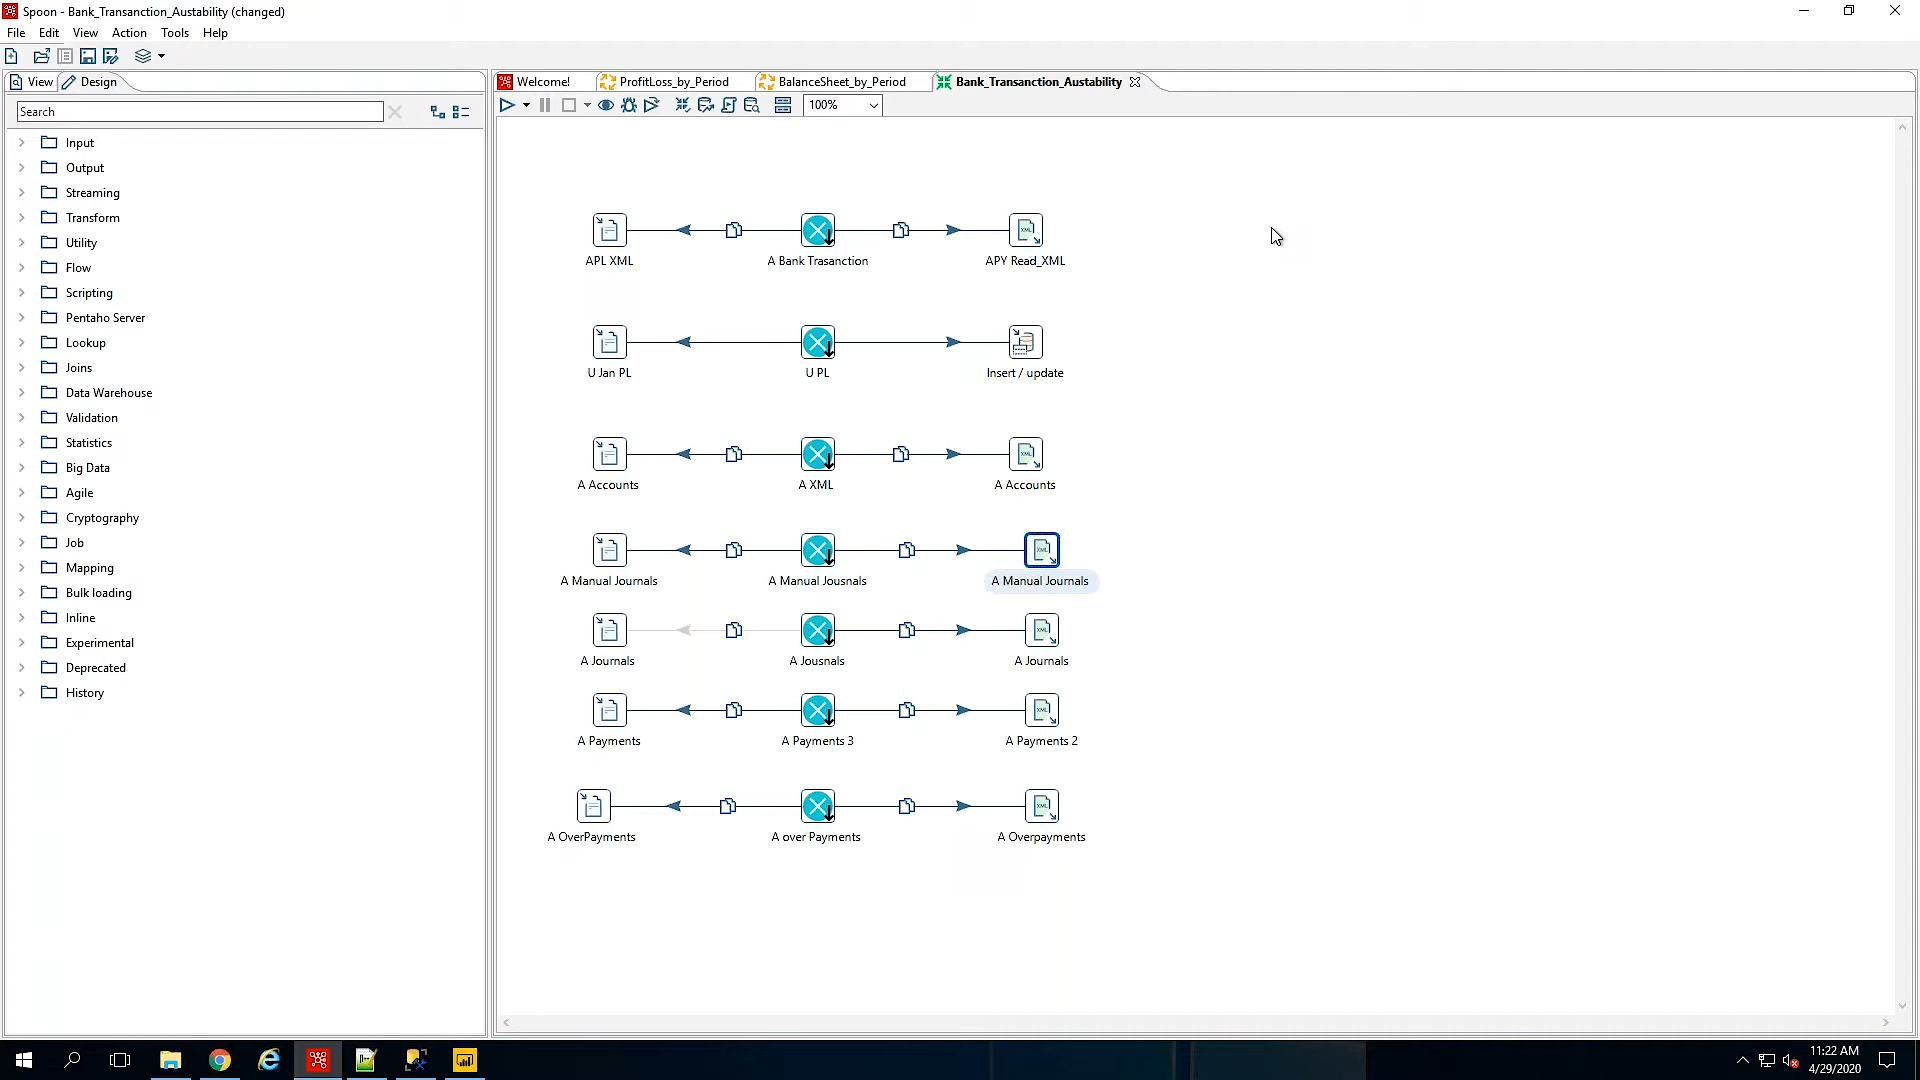 Spoon - Bank_Transanction_Austability (changed)
File Edit View Action Tools Help
View Design
Search
Input
Output
Streaming
Transform
Utility
Flow
Scripting
Pentaho Server
Lookup
Joins
Data Warehouse
Validation
Statistics
Big Data
Agile
Cryptography
Job
Mapping
Bulk loading
Inline
Experimental
Deprecated
History
Welcome! ProfitLoss_by_Period BalanceSheet_by_Period Bank_Transanction_Austability
100%
APL XML A Bank Trasanction APY Read_XML
U Jan PL U PL Insert / update
A Accounts A XML A Accounts
A Manual Journals A Manual Jousnals A Manual Journals
A Journals A Jousnals A Journals
A Payments A Payments 3 A Payments 2
A OverPayments A over Payments A Overpayments
11:22 AM
4/29/2020